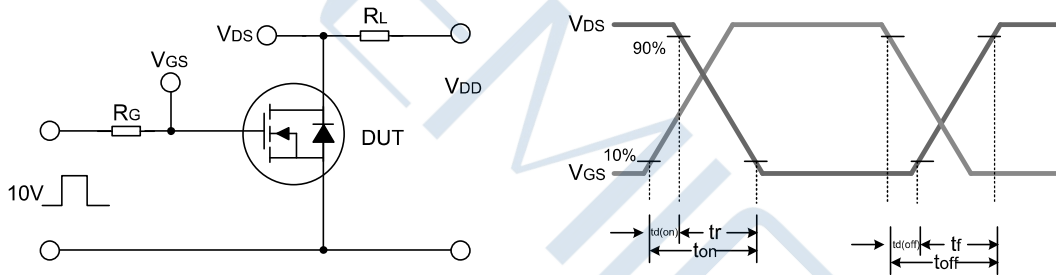 VDS
RL
VGS
VDD
RG
DUT
10V
VDS
90%
10%
VGS
td(on)
tr
ton
td(off)
tf
toff